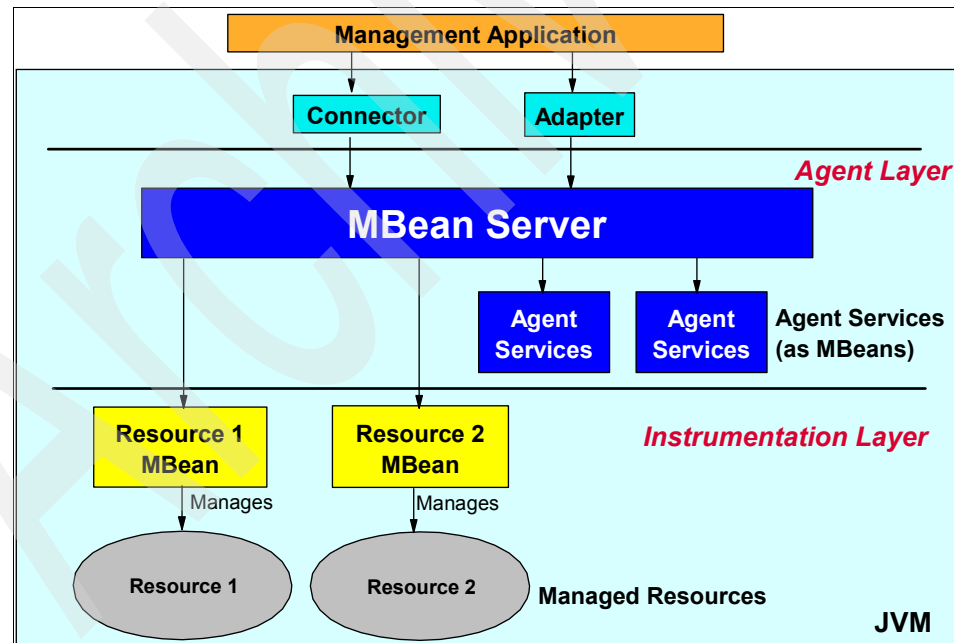 Management Application
Connector
Adapter
Agent Layer
MBean Server
Agent
Services
Agent
Services
Agent Services
(as MBeans)
Resource 1
MBean
Resource 2
MBean
Instrumentation Layer
Manages
Manages
Resource 1
Resource 2
Managed Resources
JVM